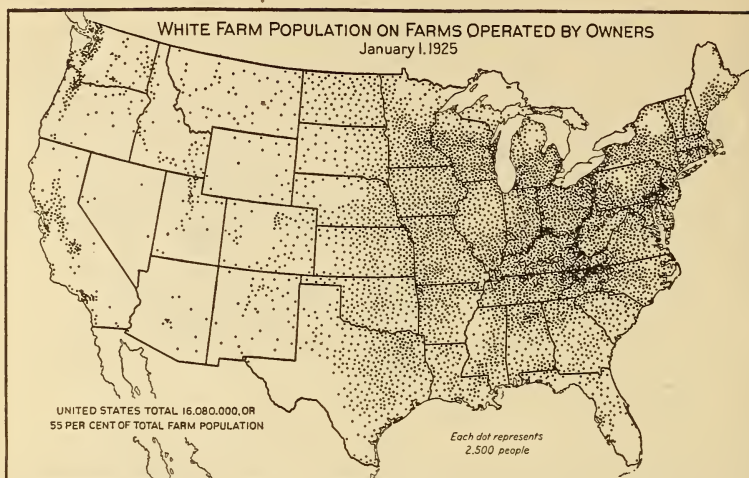 WHITE FARM POPULATION ON FARMS OPERATED BY OWNERS
January 1, 1925
UNITED STATES TOTAL 16,080,000, OR
55 PER CENT OF TOTAL FARM POPULATION
Each dot represents
2,500 people